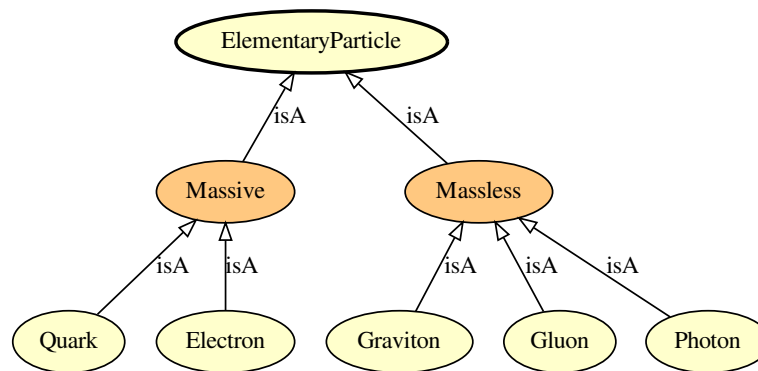 ElementaryParticle
isA
isA
Massive
Massless
isA
isA
isA
isA
isA
Quark
Electron
Graviton
Gluon
Photon